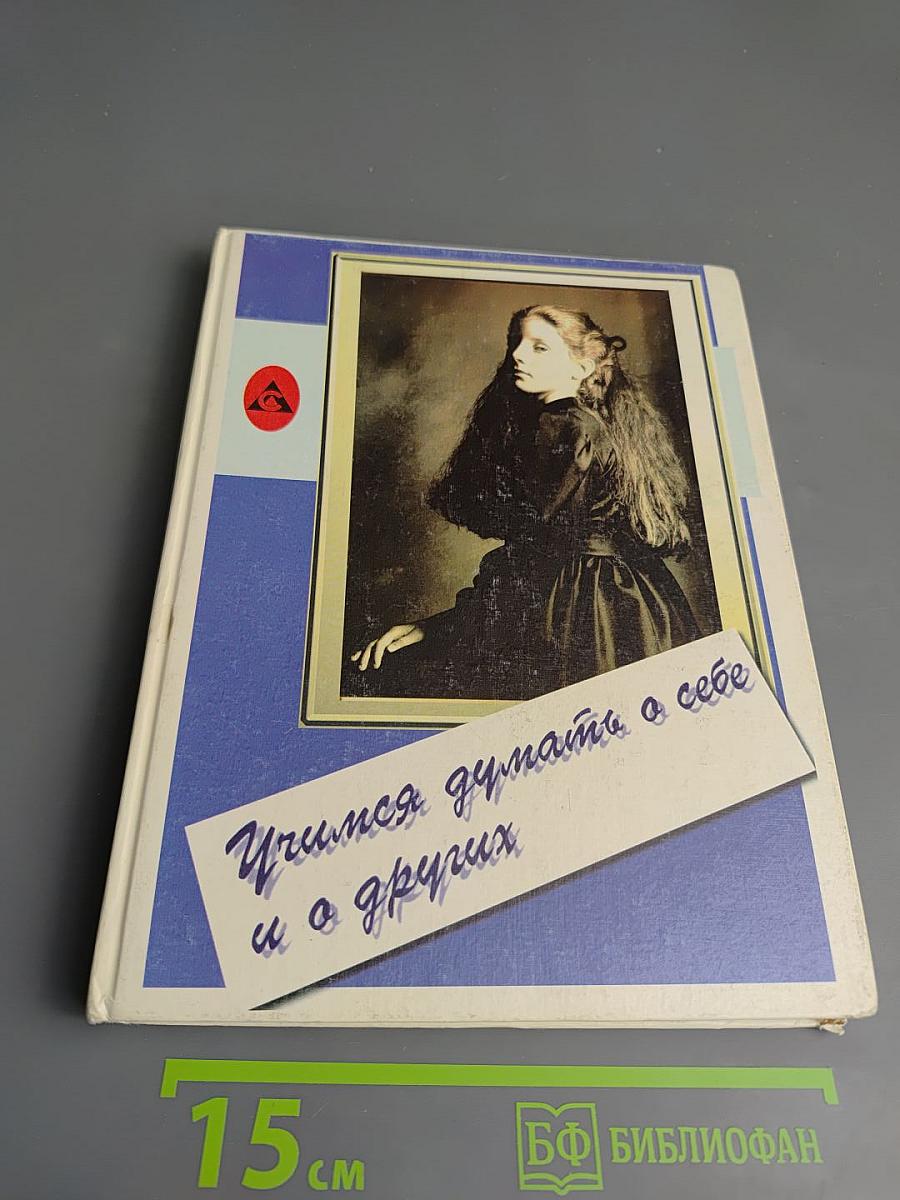 Учимся думать о себе
и о других
15 см
БФ БИБЛИОФАН